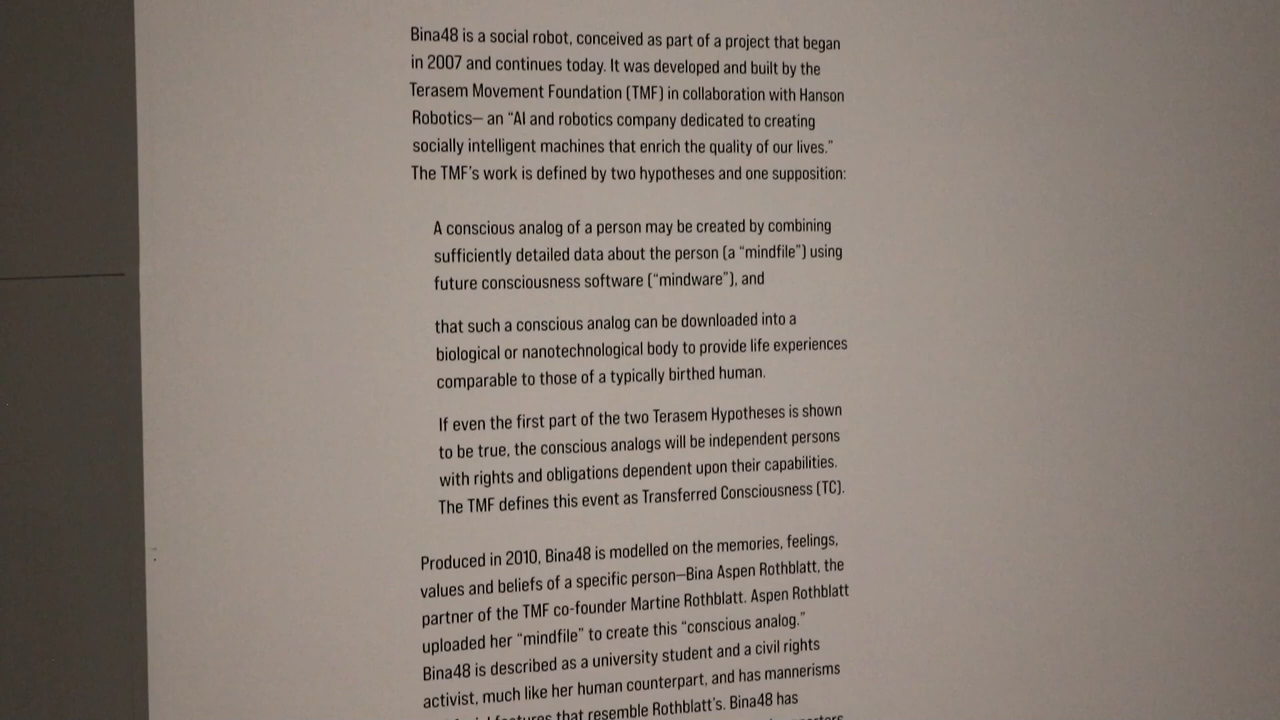 Bina48 is a social robot, conceived as part of a project that began
in 2007 and continues today. It was developed and built by the
Terasem Movement Foundation (TMF) in collaboration with Hanson
Robotics— an “AI and robotics company dedicated to creating
socially intelligent machines that enrich the quality of our lives.”
The TMF’s work is defined by two hypotheses and one supposition:
A conscious analog of a person may be created by combining
sufficiently detailed data about the person (a “mindfile”) using
future consciousness software (“mindware”), and
that such a conscious analog can be downloaded into a
biological or nanotechnological body to provide life experiences
comparable to those of a typically birthed human.
If even the first part of the two Terasem Hypotheses is shown
to be true, the conscious analogs will be independent persons
with rights and obligations dependent upon their capabilities.
The TMF defines this event as Transferred Consciousness (TC).
Produced in 2010, Bina48 is modelled on the memories, feelings,
values and beliefs of a specific person—Bina Aspen Rothblatt, the
partner of the TMF co-founder Martine Rothblatt. Aspen Rothblatt
uploaded her “mindfile” to create this “conscious analog.”
Bina48 is described as a university student and a civil rights
activist, much like her human counterpart, and has mannerisms
features that resemble Rothblatt’s. Bina48 has